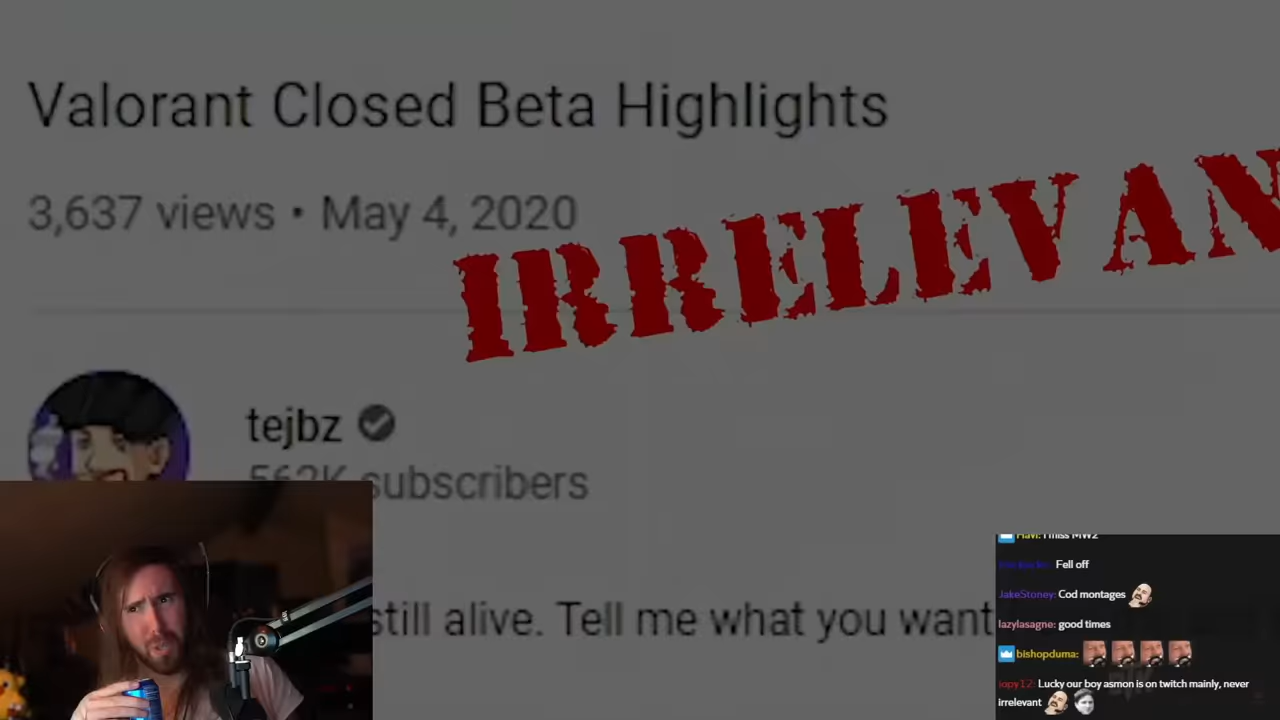 Valorant Closed Beta Highlights
3,637 views • May 4, 2020
IRRELEVAN
tejbz
562K subscribers
still alive. Tell me what you want
Havi: I miss MW2
Fell off
JakeStoney: Cod montages
lazylasagne: good times
bishopduma:
japy12: Lucky our boy asmon is on twitch mainly, never
irrelevant